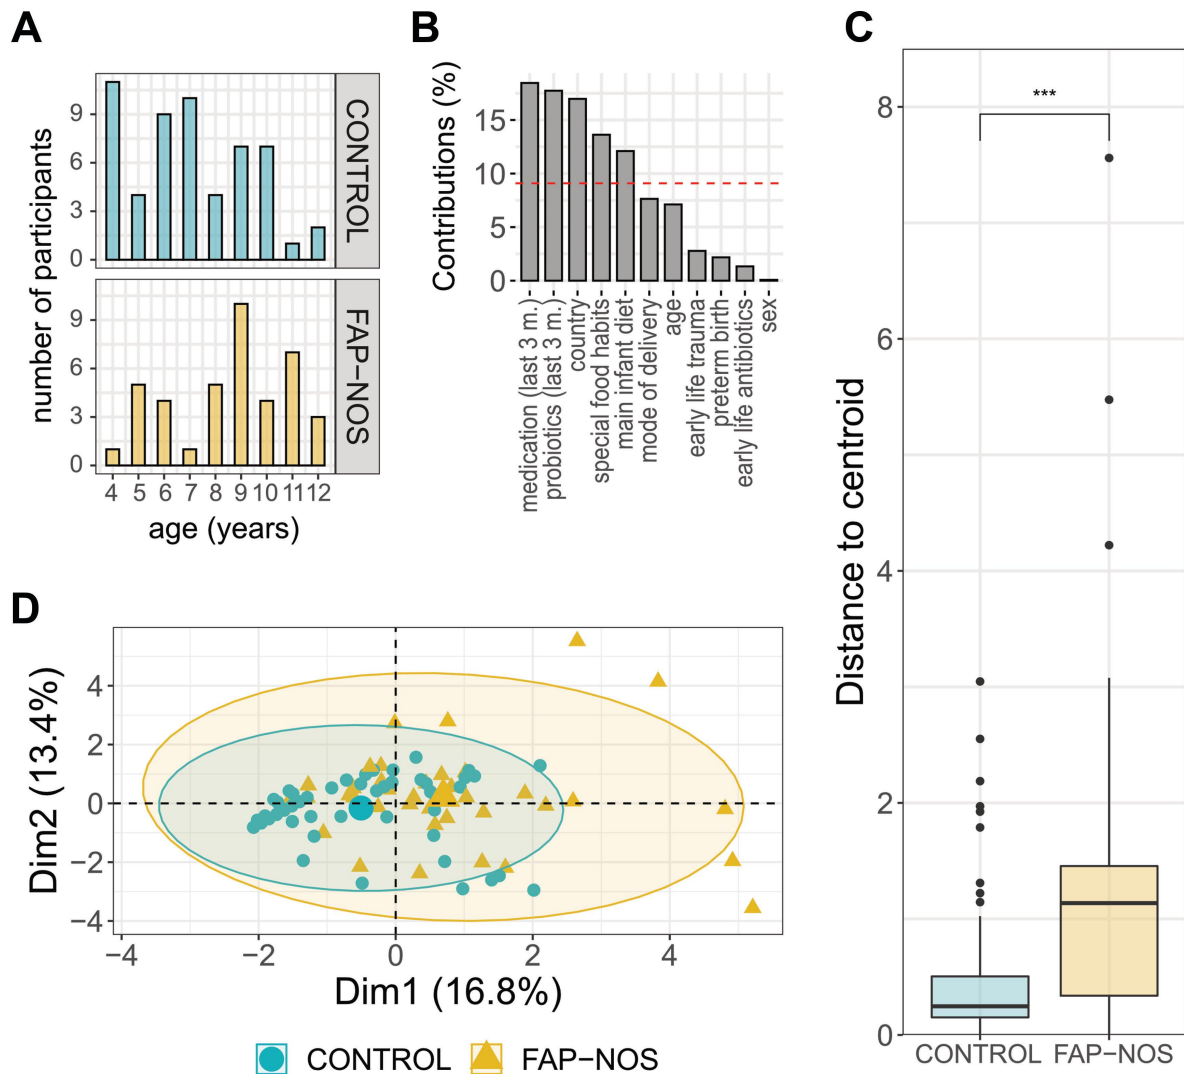 A
number of participants
9
6
3
0
CONTROL
9
6
3
0
FAP−NOS
4 5 6 7 8 9 10 11 12
age (years)
B
Contributions (%)
15
10
5
0
medication (last 3 m.)
probiotics (last 3 m.)
country
special food habits
main infant diet
mode of delivery
age
early life trauma
preterm birth
early life antibiotics
sex
C
Distance to centroid
8
6
4
2
0
***
CONTROL FAP−NOS
D
Dim2 (13.4%)
4
2
0
−2
−4
−4 −2 0 2 4
Dim1 (16.8%)
CONTROL FAP−NOS